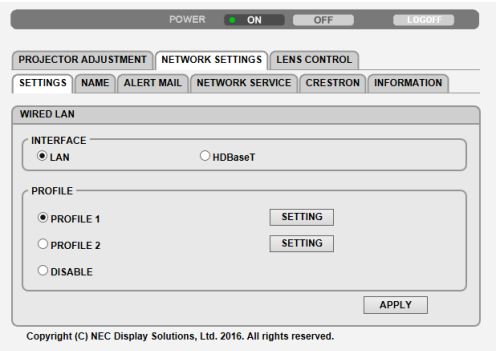 POWER ON OFF LOGOFF
PROJECTOR ADJUSTMENT NETWORK SETTINGS LENS CONTROL
SETTINGS NAME ALERT MAIL NETWORK SERVICE CRESTRON INFORMATION
WIRED LAN
INTERFACE
LAN HDBaseT
PROFILE
PROFILE 1 SETTING
PROFILE 2 SETTING
DISABLE
APPLY
Copyright (C) NEC Display Solutions, Ltd. 2016. All rights reserved.